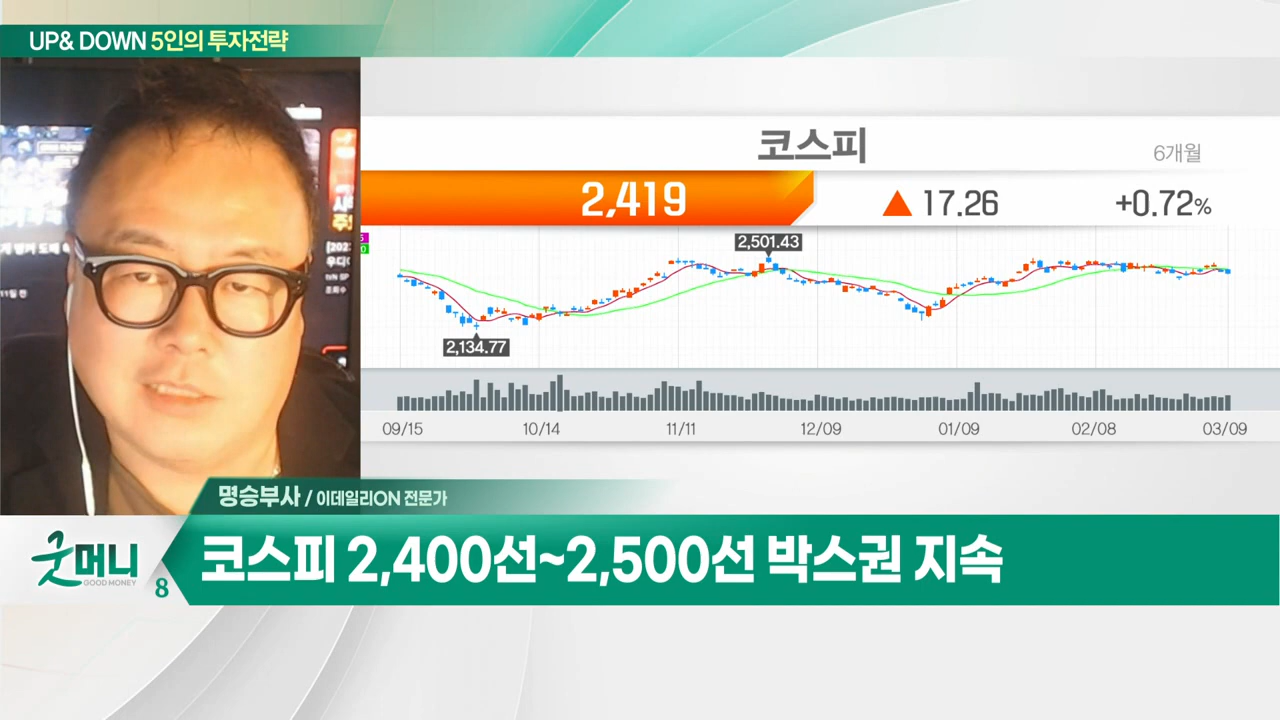 UP& DOWN 5인의 투자전략
코스피
6개월
2,419
▲ 17.26
+0.72%
2,501.43
2,134.77
09/15 10/14 11/11 12/09 01/09 02/08 03/09
명승부사 / 이데일리ON 전문가
굿머니
GOOD MONEY
8
코스피 2,400선~2,500선 박스권 지속